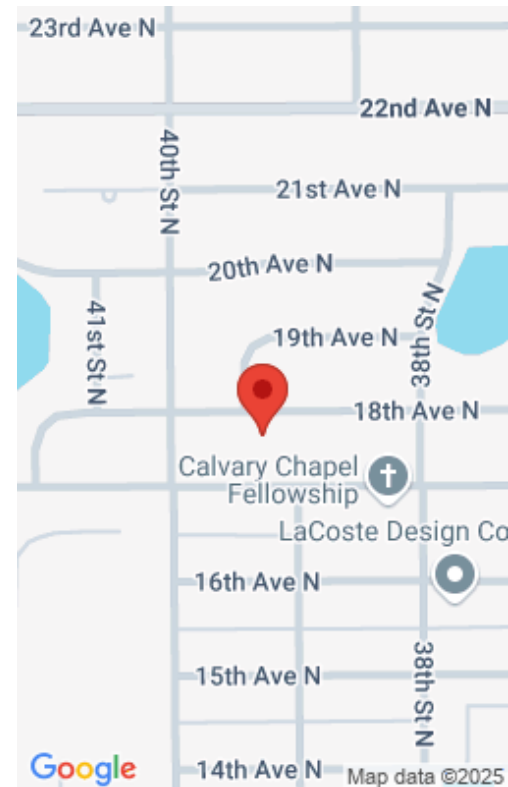 23rd Ave N
22nd Ave N
40th St N
21st Ave N
20th Ave N
41st St N
19th Ave N
38th St N
18th Ave N
Calvary Chapel
Fellowship
LaCoste Design Co
16th Ave N
15th Ave N
38th St N
14th Ave N
Google
Map data ©2025